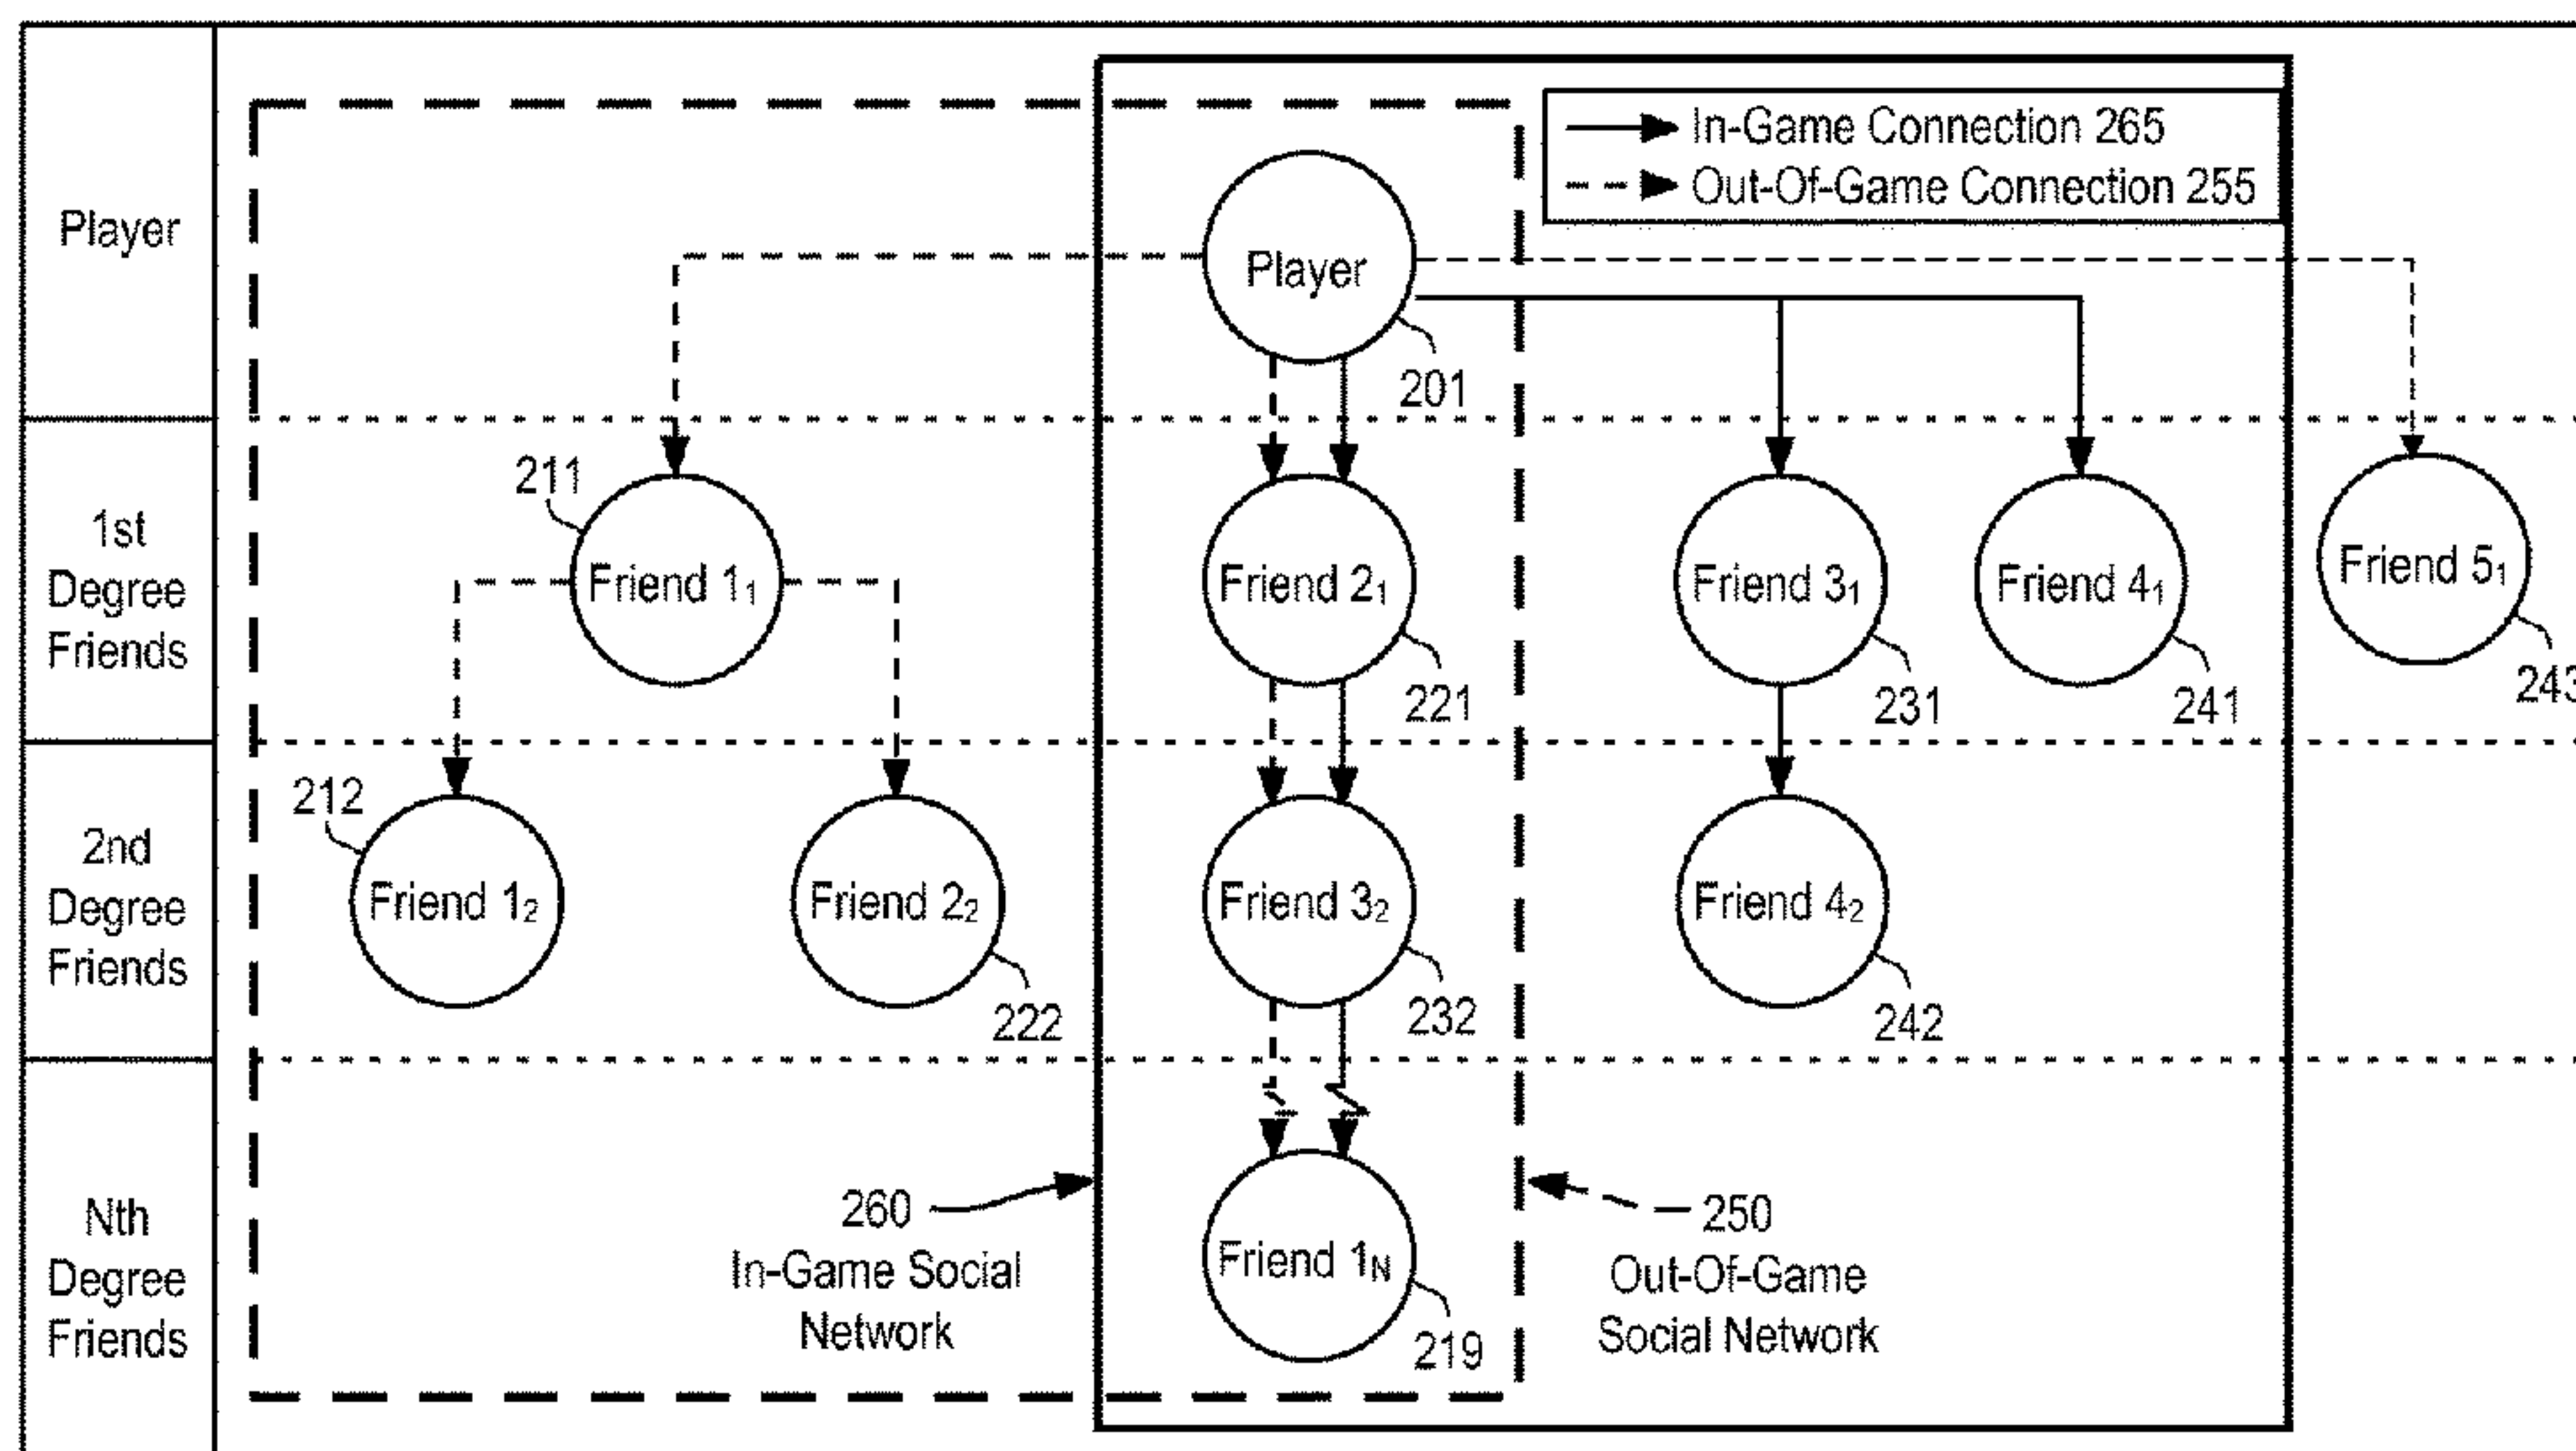 In-Game Connection 265
Out-Of-Game Connection 255
Player
Player
201
1st
Degree
Friends
211
Friend 1₁
Friend 2₁
221
Friend 3₁
231
Friend 4₁
241
Friend 5₁
243
2nd
Degree
Friends
212
Friend 1₂
Friend 2₂
222
Friend 3₂
232
Friend 4₂
242
Nth
Degree
Friends
260
In-Game Social
Network
Friend 1N
219
250
Out-Of-Game
Social Network